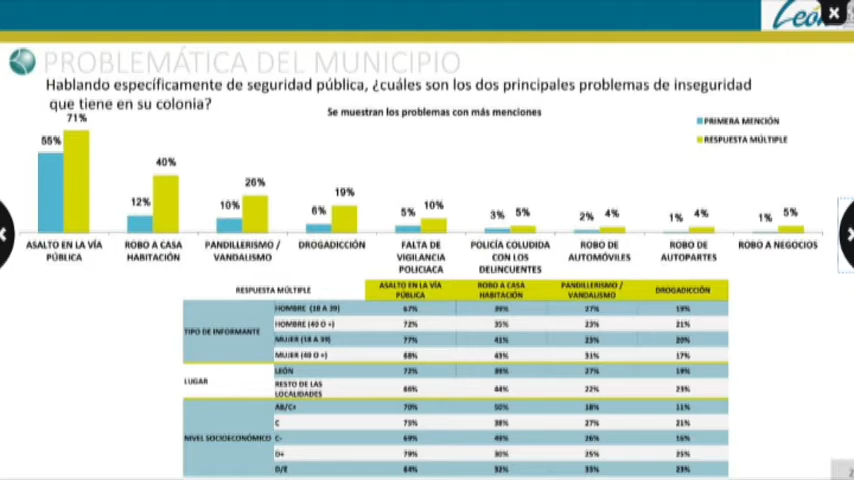 León
PROBLEMÁTICA DEL MUNICIPIO
Hablando específicamente de seguridad pública, ¿cuáles son los dos principales problemas de inseguridad
que tiene en su colonia?
Se muestran los problemas con más menciones
PRIMERA MENCIÓN
RESPUESTA MÚLTIPLE
55% 71%
12% 40%
10% 26%
6% 19%
5% 10%
3% 5%
2% 4%
1% 4%
1% 5%
ASALTO EN LA VÍA
PÚBLICA
ROBO A CASA
HABITACIÓN
PANDILLERISMO /
VANDALISMO
DROGADICCIÓN
FALTA DE
VIGILANCIA
POLICIACA
POLICÍA COLUDIDA
CON LOS
DELINCUENTES
ROBO DE
AUTOMÓVILES
ROBO DE
AUTOPARTES
ROBO A NEGOCIOS
RESPUESTA MÚLTIPLE
ASALTO EN LA VÍA
PÚBLICA
ROBO A CASA
HABITACIÓN
PANDILLERISMO /
VANDALISMO
DROGADICCIÓN
TIPO DE INFORMANTE
HOMBRE (18 A 39) 67% 39% 27% 19%
HOMBRE (40 O +) 72% 35% 23% 21%
MUJER (18 A 39) 77% 41% 23% 20%
MUJER (40 O +) 68% 43% 31% 17%
LUGAR
LEÓN 72% 27% 19%
RESTO DE LAS
LOCALIDADES
66% 44% 22% 23%
NIVEL SOCIOECONÓMICO
AB/C+ 70% 50% 18% 11%
C 73% 38% 27% 21%
C- 69% 49% 26% 16%
D+ 79% 30% 25% 25%
D/E 64% 32% 35% 23%
2